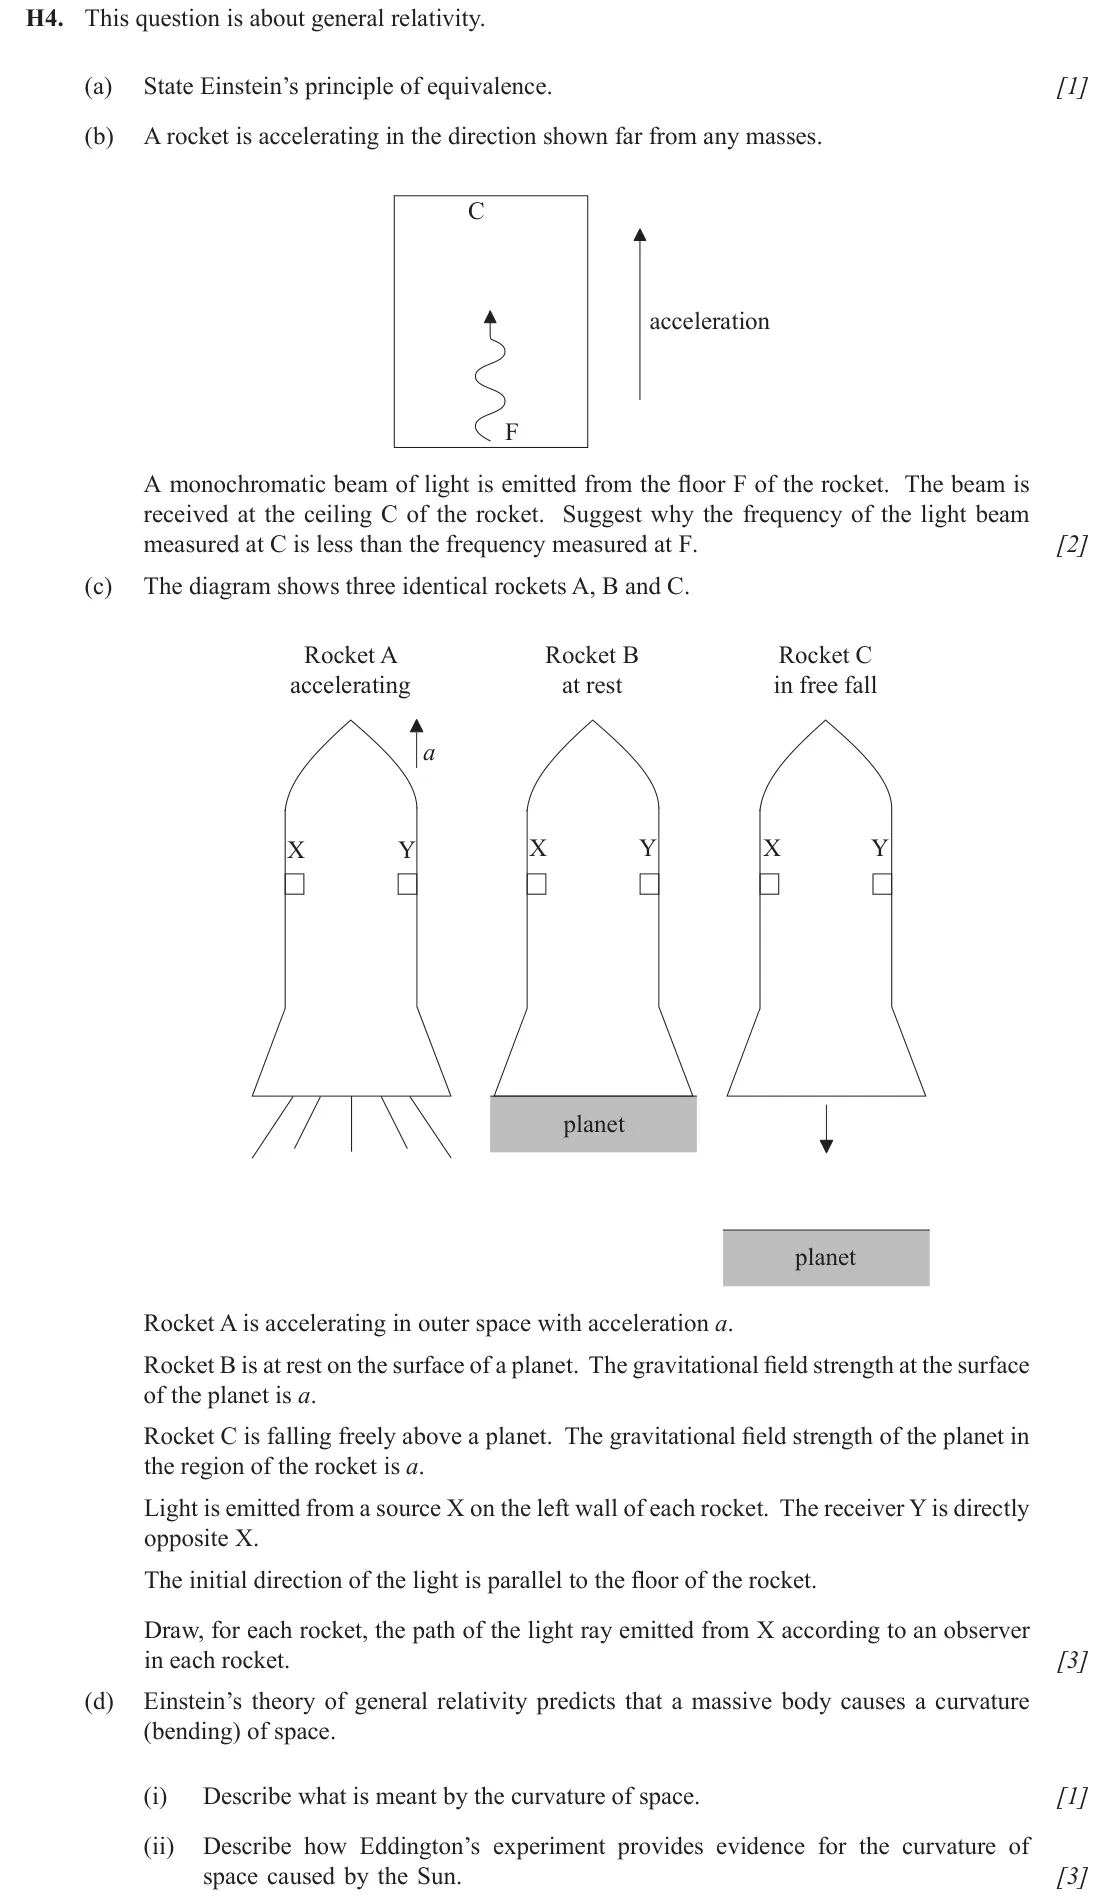 H4. This question is about general relativity.
(a) State Einstein’s principle of equivalence. [1]
(b) A rocket is accelerating in the direction shown far from any masses.
C
acceleration
F
A monochromatic beam of light is emitted from the floor F of the rocket. The beam is
received at the ceiling C of the rocket. Suggest why the frequency of the light beam
measured at C is less than the frequency measured at F. [2]
(c) The diagram shows three identical rockets A, B and C.
Rocket A Rocket B Rocket C
accelerating at rest in free fall
a
X Y X Y X Y
planet
planet
Rocket A is accelerating in outer space with acceleration a.
Rocket B is at rest on the surface of a planet. The gravitational field strength at the surface
of the planet is a.
Rocket C is falling freely above a planet. The gravitational field strength of the planet in
the region of the rocket is a.
Light is emitted from a source X on the left wall of each rocket. The receiver Y is directly
opposite X.
The initial direction of the light is parallel to the floor of the rocket.
Draw, for each rocket, the path of the light ray emitted from X according to an observer
in each rocket. [3]
(d) Einstein’s theory of general relativity predicts that a massive body causes a curvature
(bending) of space.
(i) Describe what is meant by the curvature of space. [1]
(ii) Describe how Eddington’s experiment provides evidence for the curvature of
space caused by the Sun. [3]